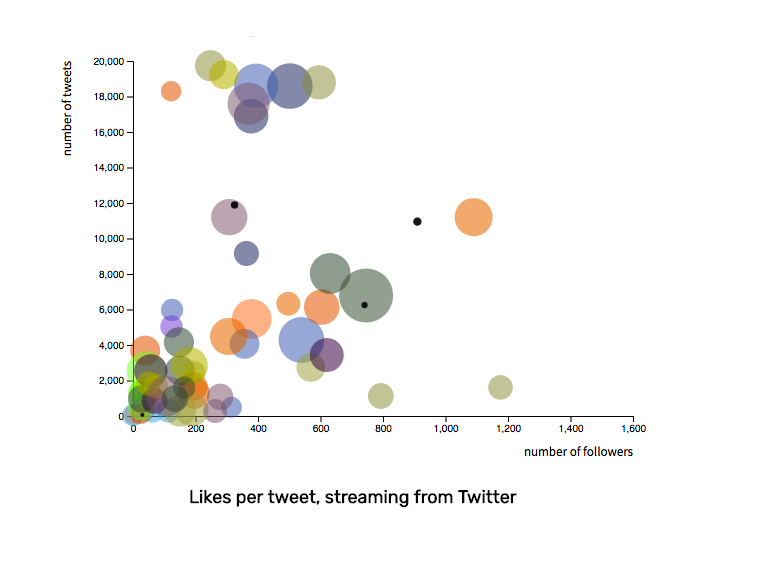 number of tweets
20,000
18,000
16,000
14,000
12,000
10,000
8,000
6,000
4,000
2,000
0
0 200 400 600 800 1,000 1,200 1,400 1,600
number of followers
Likes per tweet, streaming from Twitter